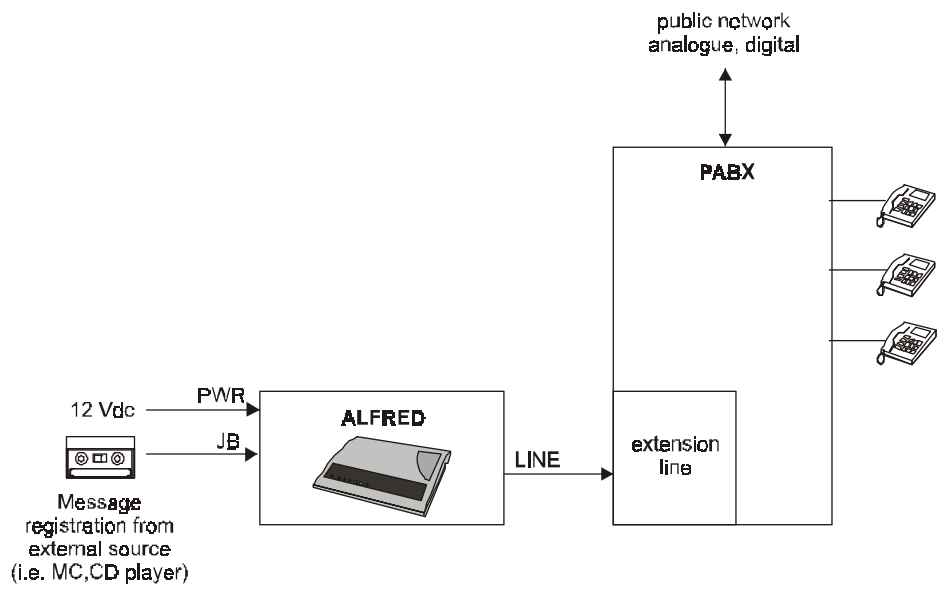 public network
analogue, digital
PABX
PWR
12 Vdc
ALFRED
JB
extension
line
LINE
Message
registration from
external source
(i.e. MC,CD player)